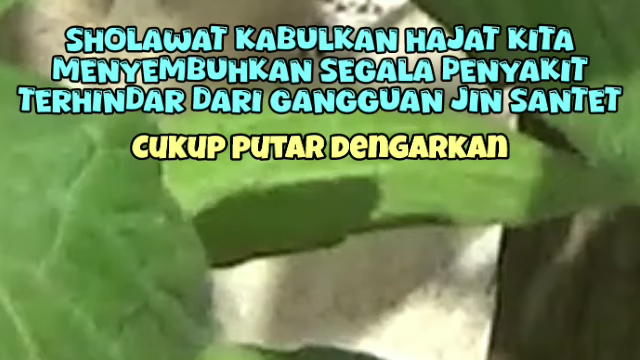 SHOLAWAT KABULKAN HAJAT KITA
MENYEMBUHKAN SEGALA PENYAKIT
TERHINDAR DARI GANGGUAN JIN SANTET
CUKUP PUTAR DENGARKAN